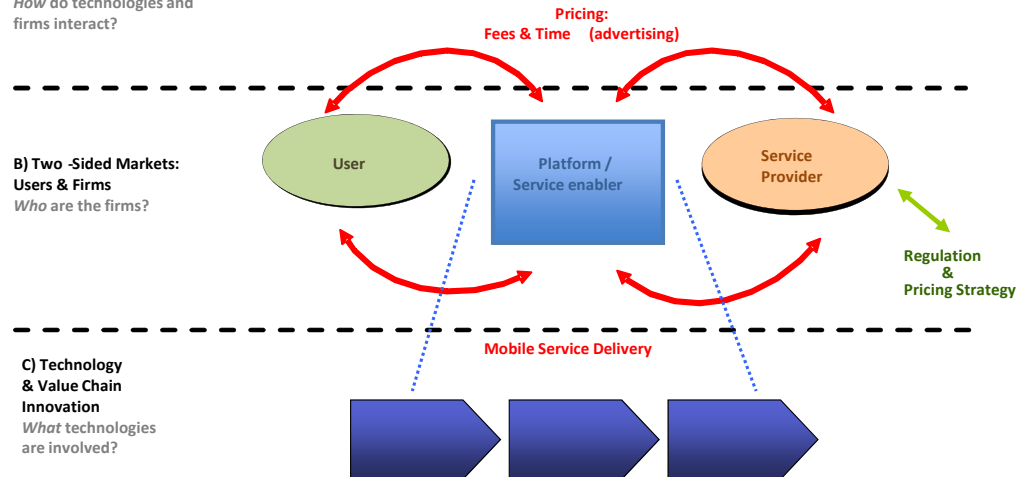 How do technologies and
firms interact?
Pricing:
Fees & Time (advertising)
B) Two -Sided Markets:
Users & Firms
Who are the firms?
User
Platform /
Service enabler
Service
Provider
Regulation
&
Pricing Strategy
Mobile Service Delivery
C) Technology
& Value Chain
Innovation
What technologies
are involved?